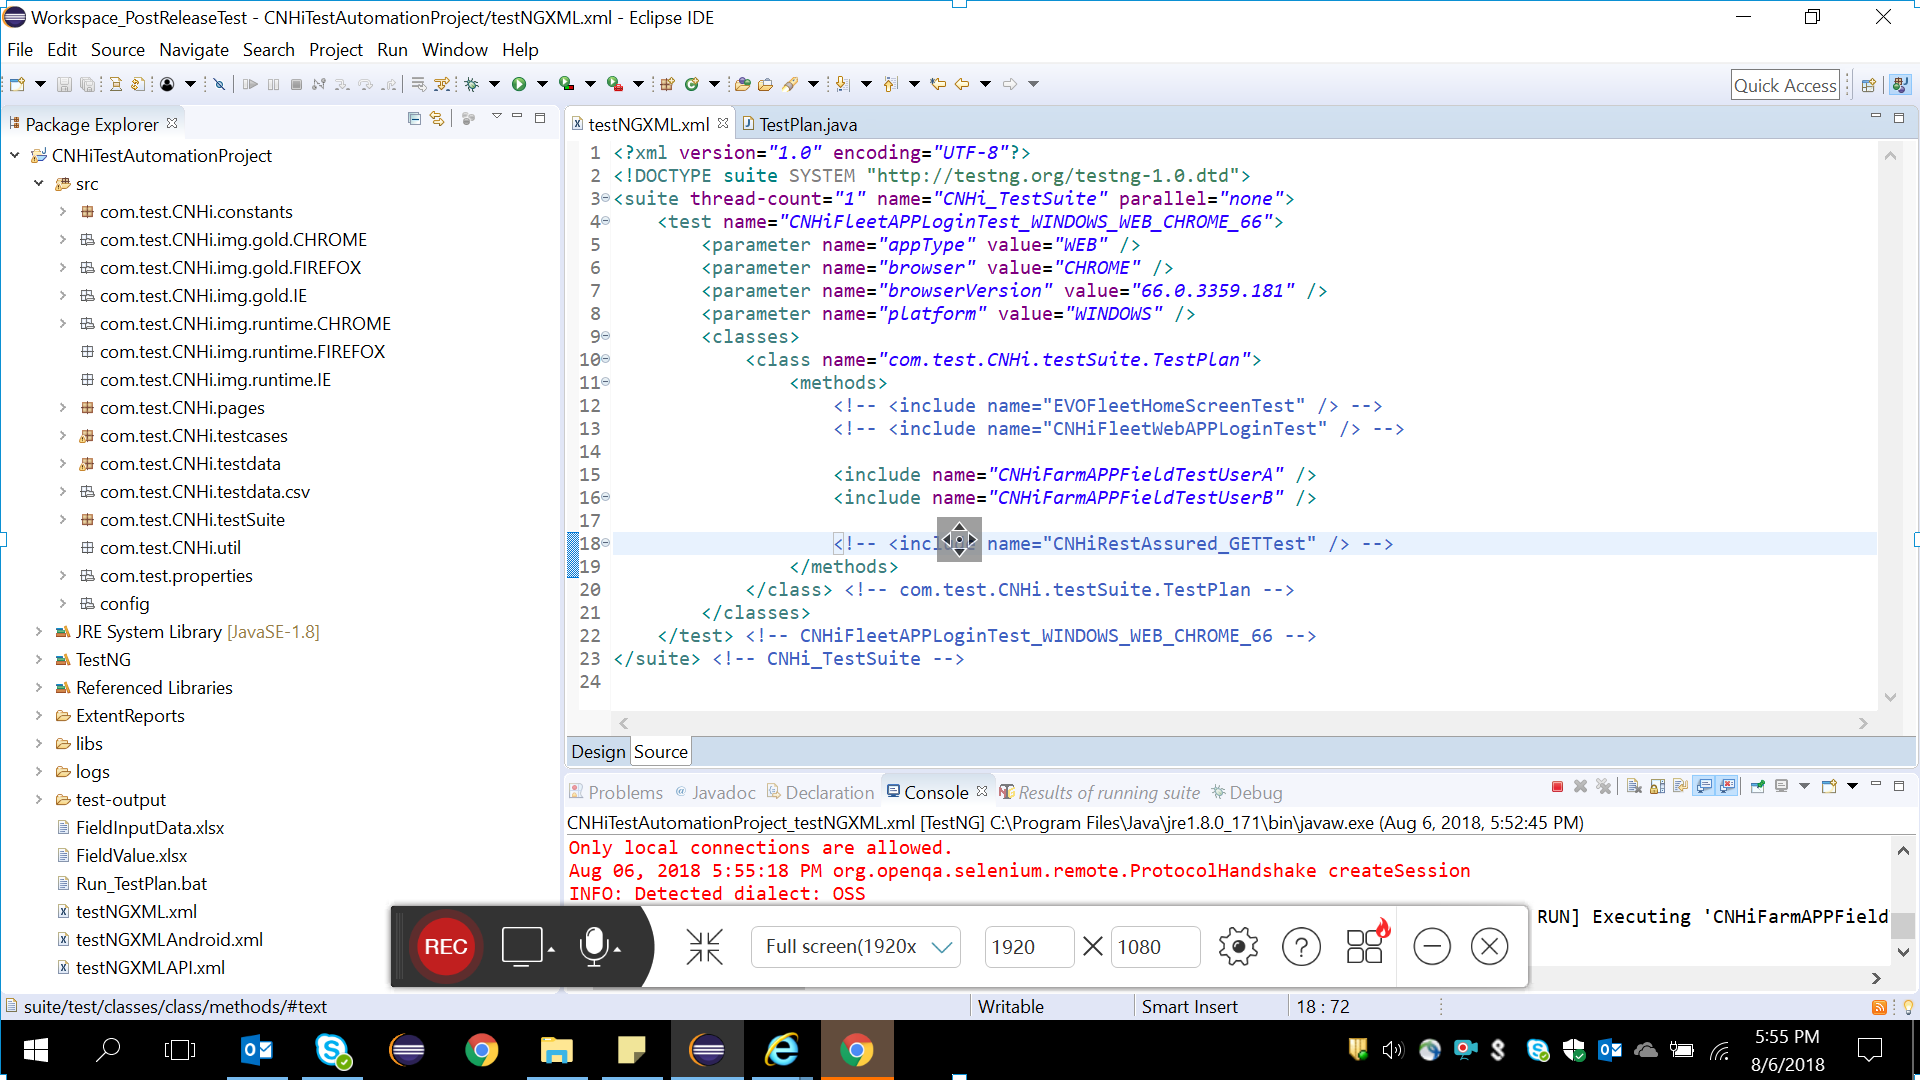 Workspace_PostReleaseTest - CNHiTestAutomationProject/testNGXML.xml - Eclipse IDE
File Edit Source Navigate Search Project Run Window Help
Quick Access
Package Explorer
CNHiTestAutomationProject
src
com.test.CNHi.constants
com.test.CNHi.img.gold.CHROME
com.test.CNHi.img.gold.FIREFOX
com.test.CNHi.img.gold.IE
com.test.CNHi.img.runtime.CHROME
com.test.CNHi.img.runtime.FIREFOX
com.test.CNHi.img.runtime.IE
com.test.CNHi.pages
com.test.CNHi.testcases
com.test.CNHi.testdata
com.test.CNHi.testdata.csv
com.test.CNHi.testSuite
com.test.CNHi.util
com.test.properties
config
JRE System Library [JavaSE-1.8]
TestNG
Referenced Libraries
ExtentReports
libs
logs
test-output
FieldInputData.xlsx
FieldValue.xlsx
Run_TestPlan.bat
testNGXML.xml
testNGXMLAndroid.xml
testNGXMLAPI.xml
testNGXML.xml TestPlan.java
1 <?xml version="1.0" encoding="UTF-8"?>
2 <!DOCTYPE suite SYSTEM "http://testng.org/testng-1.0.dtd">
3 <suite thread-count="1" name="CNHi_TestSuite" parallel="none">
4 <test name="CNHiFleetAPPLoginTest_WINDOWS_WEB_CHROME_66">
5 <parameter name="appType" value="WEB" />
6 <parameter name="browser" value="CHROME" />
7 <parameter name="browserVersion" value="66.0.3359.181" />
8 <parameter name="platform" value="WINDOWS" />
9 <classes>
10 <class name="com.test.CNHi.testSuite.TestPlan">
11 <methods>
12 <!-- <include name="EVOFleetHomeScreenTest" /> -->
13 <!-- <include name="CNHiFleetWebAPPLoginTest" /> -->
14
15 <include name="CNHiFarmAPPFieldTestUserA" />
16 <include name="CNHiFarmAPPFieldTestUserB" />
17
18 <!-- <include name="CNHiRestAssured_GETTest" /> -->
19 </methods>
20 </class> <!-- com.test.CNHi.testSuite.TestPlan -->
21 </classes>
22 </test> <!-- CNHiFleetAPPLoginTest_WINDOWS_WEB_CHROME_66 -->
23 </suite> <!-- CNHi_TestSuite -->
24
Design Source
Problems Javadoc Declaration Console Results of running suite Debug
CNHiTestAutomationProject_testNGXML.xml [TestNG] C:\Program Files\Java\jre1.8.0_171\bin\javaw.exe (Aug 6, 2018, 5:52:45 PM)
Only local connections are allowed.
Aug 06, 2018 5:55:18 PM org.openqa.selenium.remote.ProtocolHandshake createSession
INFO: Detected dialect: OSS
RUN] Executing 'CNHiFarmAPPField
REC Full screen(1920x 1920 1080
suite/test/classes/class/methods/#text Writable Smart Insert 18 : 72
5:55 PM
8/6/2018